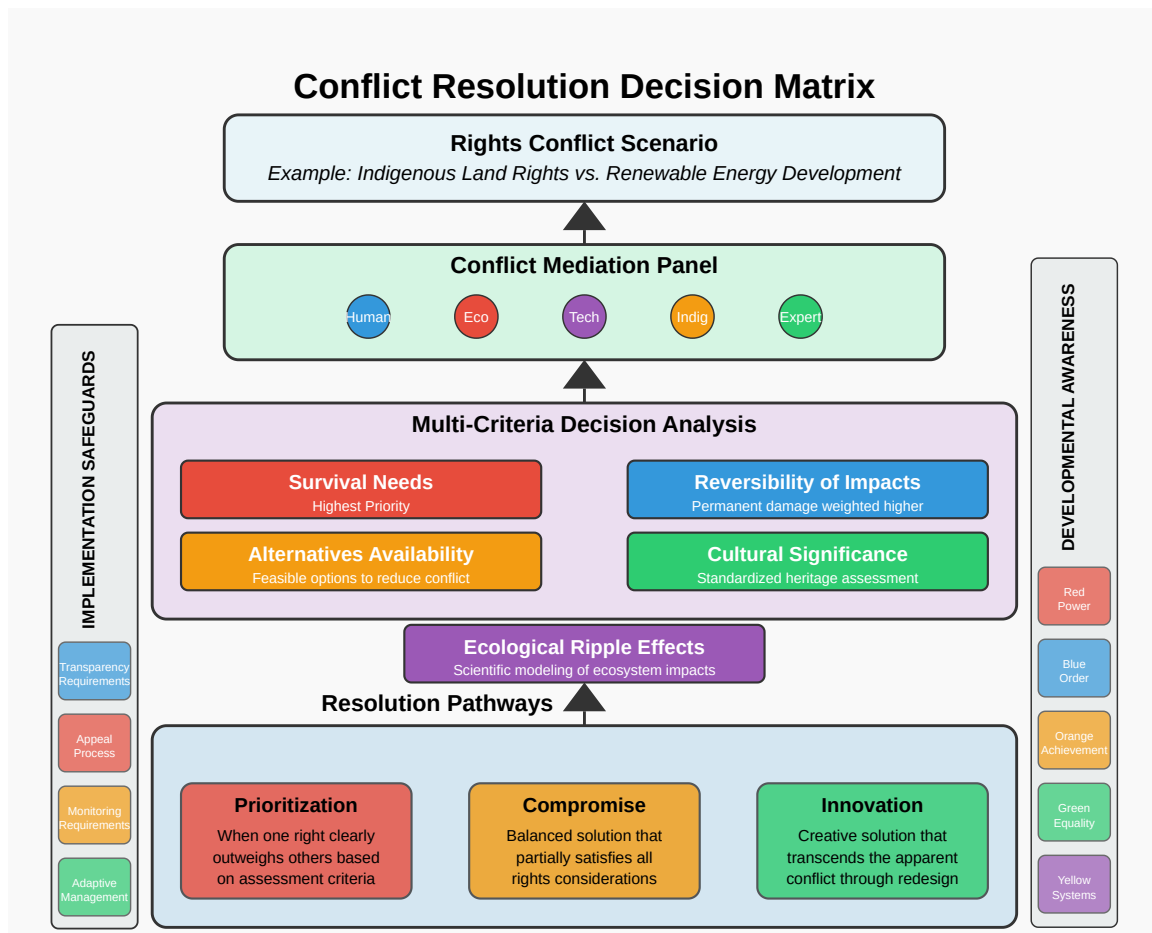 Conflict Resolution Decision Matrix
Rights Conflict Scenario
Example: Indigenous Land Rights vs. Renewable Energy Development
Conflict Mediation Panel
Human
Eco
Tech
Indig
Expert
Multi-Criteria Decision Analysis
Survival Needs
Highest Priority
Reversibility of Impacts
Permanent damage weighted higher
Alternatives Availability
Feasible options to reduce conflict
Cultural Significance
Standardized heritage assessment
Ecological Ripple Effects
Scientific modeling of ecosystem impacts
Resolution Pathways
Prioritization
When one right clearly
outweighs others based
on assessment criteria
Compromise
Balanced solution that
partially satisfies all
rights considerations
Innovation
Creative solution that
transcends the apparent
conflict through redesign
IMPLEMENTATION SAFEGUARDS
Transparency
Requirements
Appeal
Process
Monitoring
Requirements
Adaptive
Management
DEVELOPMENTAL AWARENESS
Red
Power
Blue
Order
Orange
Achievement
Green
Equality
Yellow
Systems